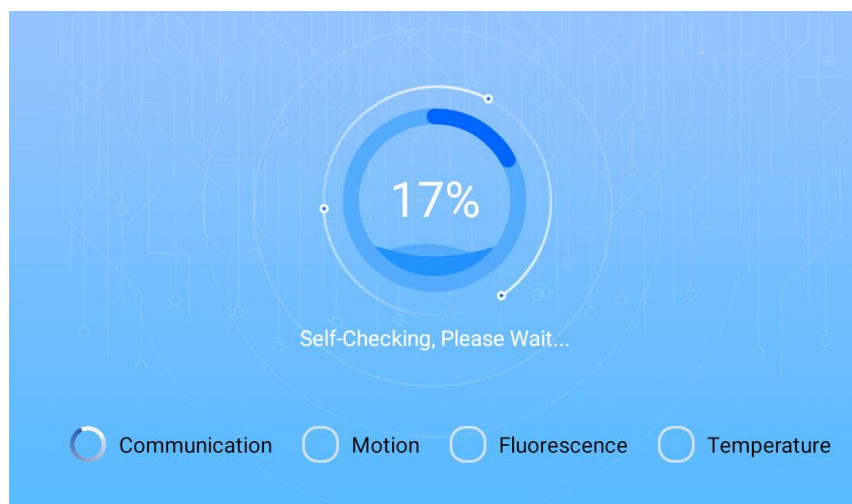 17%
Self-Checking, Please Wait...
Communication Motion Fluorescence Temperature